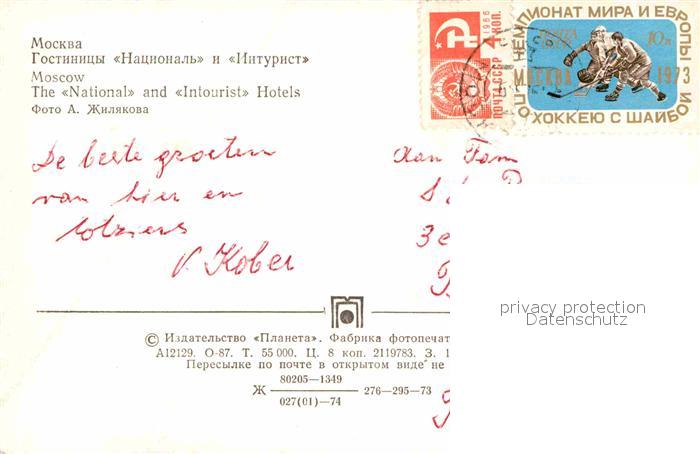 Москва
Гостиницы «Националь» и «Интурист»
Moscow
The «National» and «Intourist» Hotels
Фото А. Жилякова
1966
4 КОП.
ПОЧТА СССР
ЧЕМПИОНАТ МИРА И ЕВРОПЫ
ПО ХОККЕЮ С ШАЙБОЙ
10к
МОСКВА 1973
De beste groeten
van hier en
totziens
V. Kober
Aan Fam
S
3e
privacy protection
Datenschutz
© Издательство «Планета». Фабрика фотопечат
А12129. О-87. Т. 55 000. Ц. 8 коп. 2119783. З. 1
Пересылке по почте в открытом виде не
80205—1349
Ж 276—295—73
027(01)—74